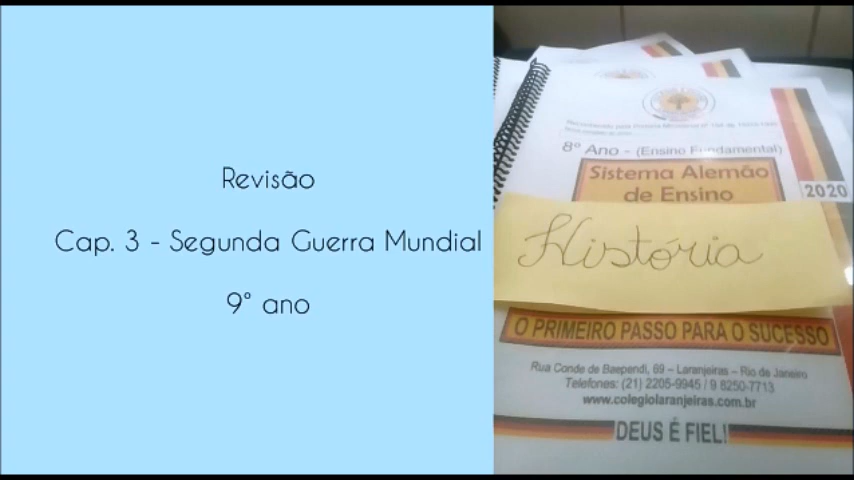 Revisão
Cap. 3 - Segunda Guerra Mundial
9° ano
8º Ano - (Ensino Fundamental)
Sistema Alemão
de Ensino
2020
História
O PRIMEIRO PASSO PARA O SUCESSO
Rua Conde de Baependi, 69 – Laranjeiras – Rio de Janeiro
Telefones: (21) 2205-9945 / 9 8250-7713
www.colegiolaranjeiras.com.br
DEUS É FIEL!